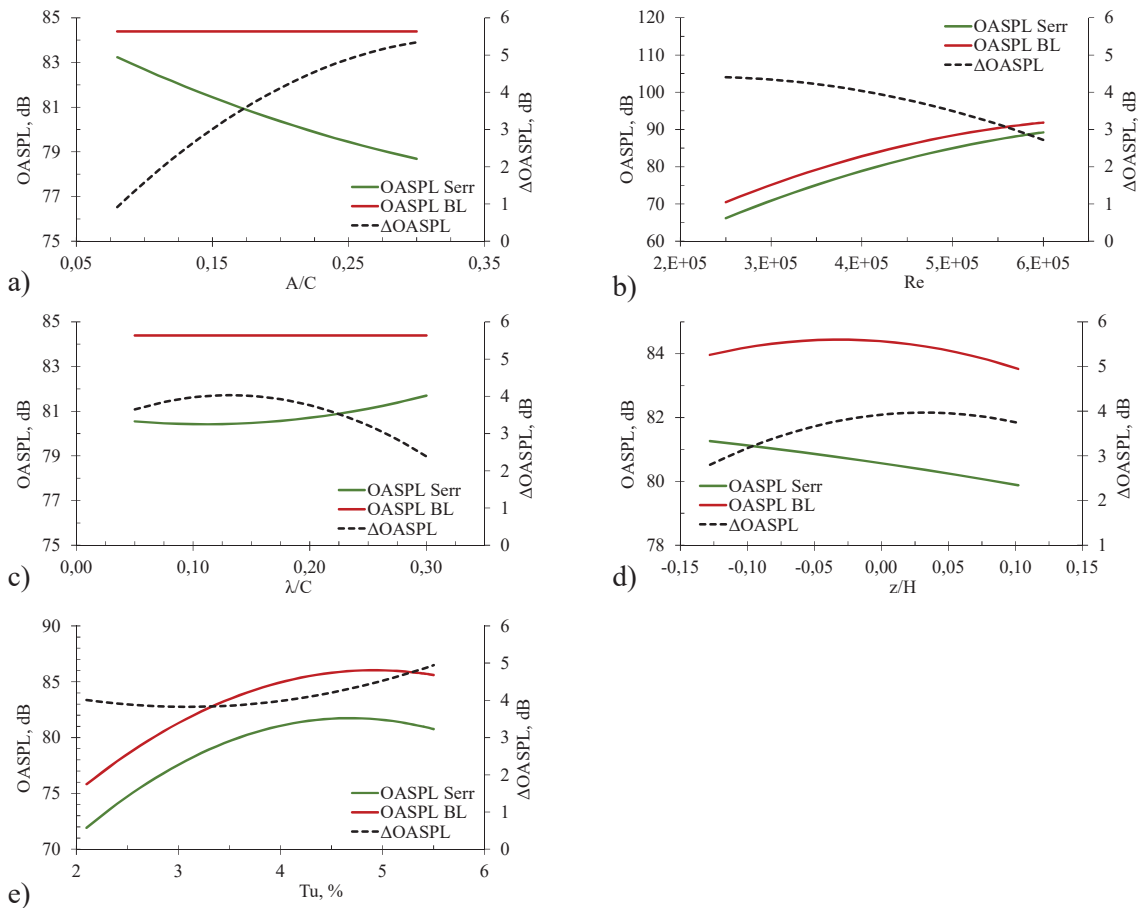 85
83
81
79
77
75
OASPL, dB
6
5
4
3
2
1
0
ΔOASPL, dB
OASPL Serr
OASPL BL
ΔOASPL
0,05
0,15
0,25
0,35
A/C
a)
120
110
100
90
80
70
60
OASPL, dB
6
5
4
3
2
1
0
ΔOASPL, dB
OASPL Serr
OASPL BL
ΔOASPL
2,E+05
3,E+05
4,E+05
5,E+05
6,E+05
Re
b)
85
83
81
79
77
75
OASPL, dB
6
5
4
3
2
1
0
ΔOASPL, dB
OASPL Serr
OASPL BL
ΔOASPL
0,00
0,10
0,20
0,30
λ/C
c)
84
82
80
78
OASPL, dB
6
5
4
3
2
1
ΔOASPL, dB
OASPL Serr
OASPL BL
ΔOASPL
-0,15
-0,10
-0,05
0,00
0,05
0,10
0,15
z/H
d)
90
85
80
75
70
OASPL, dB
6
5
4
3
2
1
0
ΔOASPL, dB
OASPL Serr
OASPL BL
ΔOASPL
2
3
4
5
6
Tu, %
e)